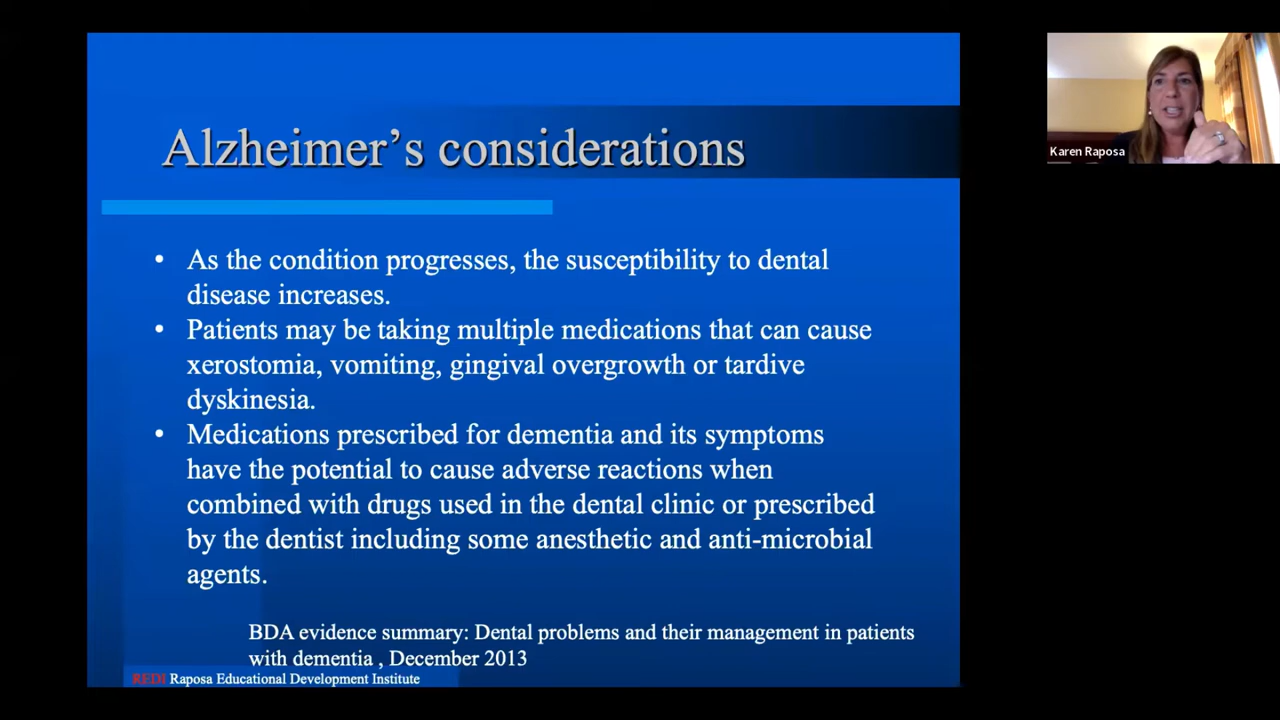 Alzheimer's considerations
• As the condition progresses, the susceptibility to dental
disease increases.
• Patients may be taking multiple medications that can cause
xerostomia, vomiting, gingival overgrowth or tardive
dyskinesia.
• Medications prescribed for dementia and its symptoms
have the potential to cause adverse reactions when
combined with drugs used in the dental clinic or prescribed
by the dentist including some anesthetic and anti-microbial
agents.
BDA evidence summary: Dental problems and their management in patients
with dementia , December 2013
REDI Raposa Educational Development Institute
Karen Raposa